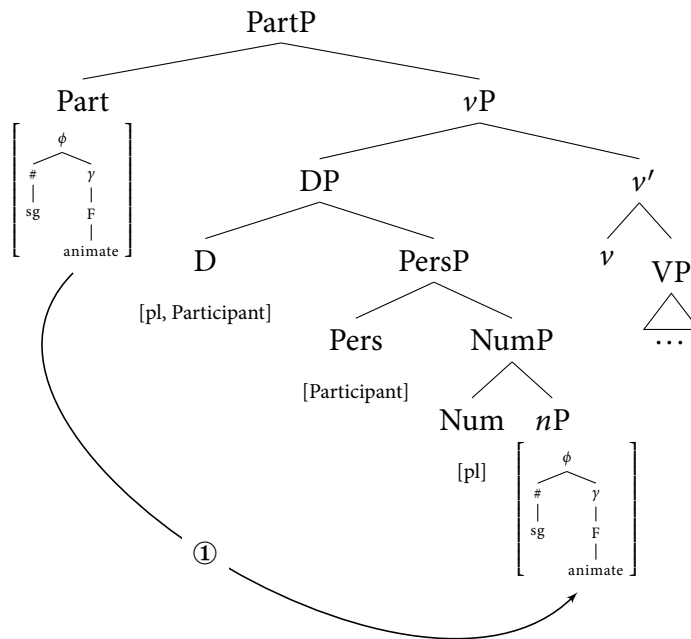 PartP
Part vP
ϕ
# γ
sg F
animate
DP v′
D PersP v VP
[pl, Participant]
...
Pers NumP
[Participant]
Num nP
[pl]
ϕ
# γ
sg F
animate
①